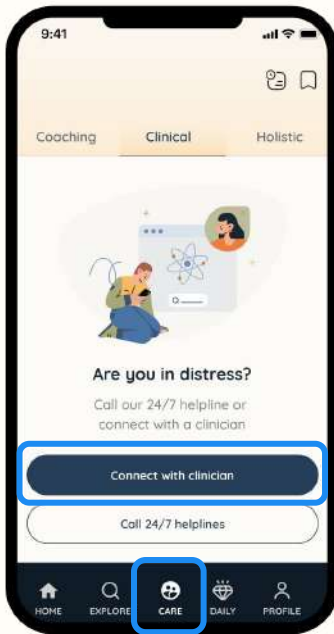 9:41
Coaching Clinical Holistic
Are you in distress?
Call our 24/7 helpline or
connect with a clinician
Connect with clinician
Call 24/7 helplines
HOME EXPLORE CARE DAILY PROFILE